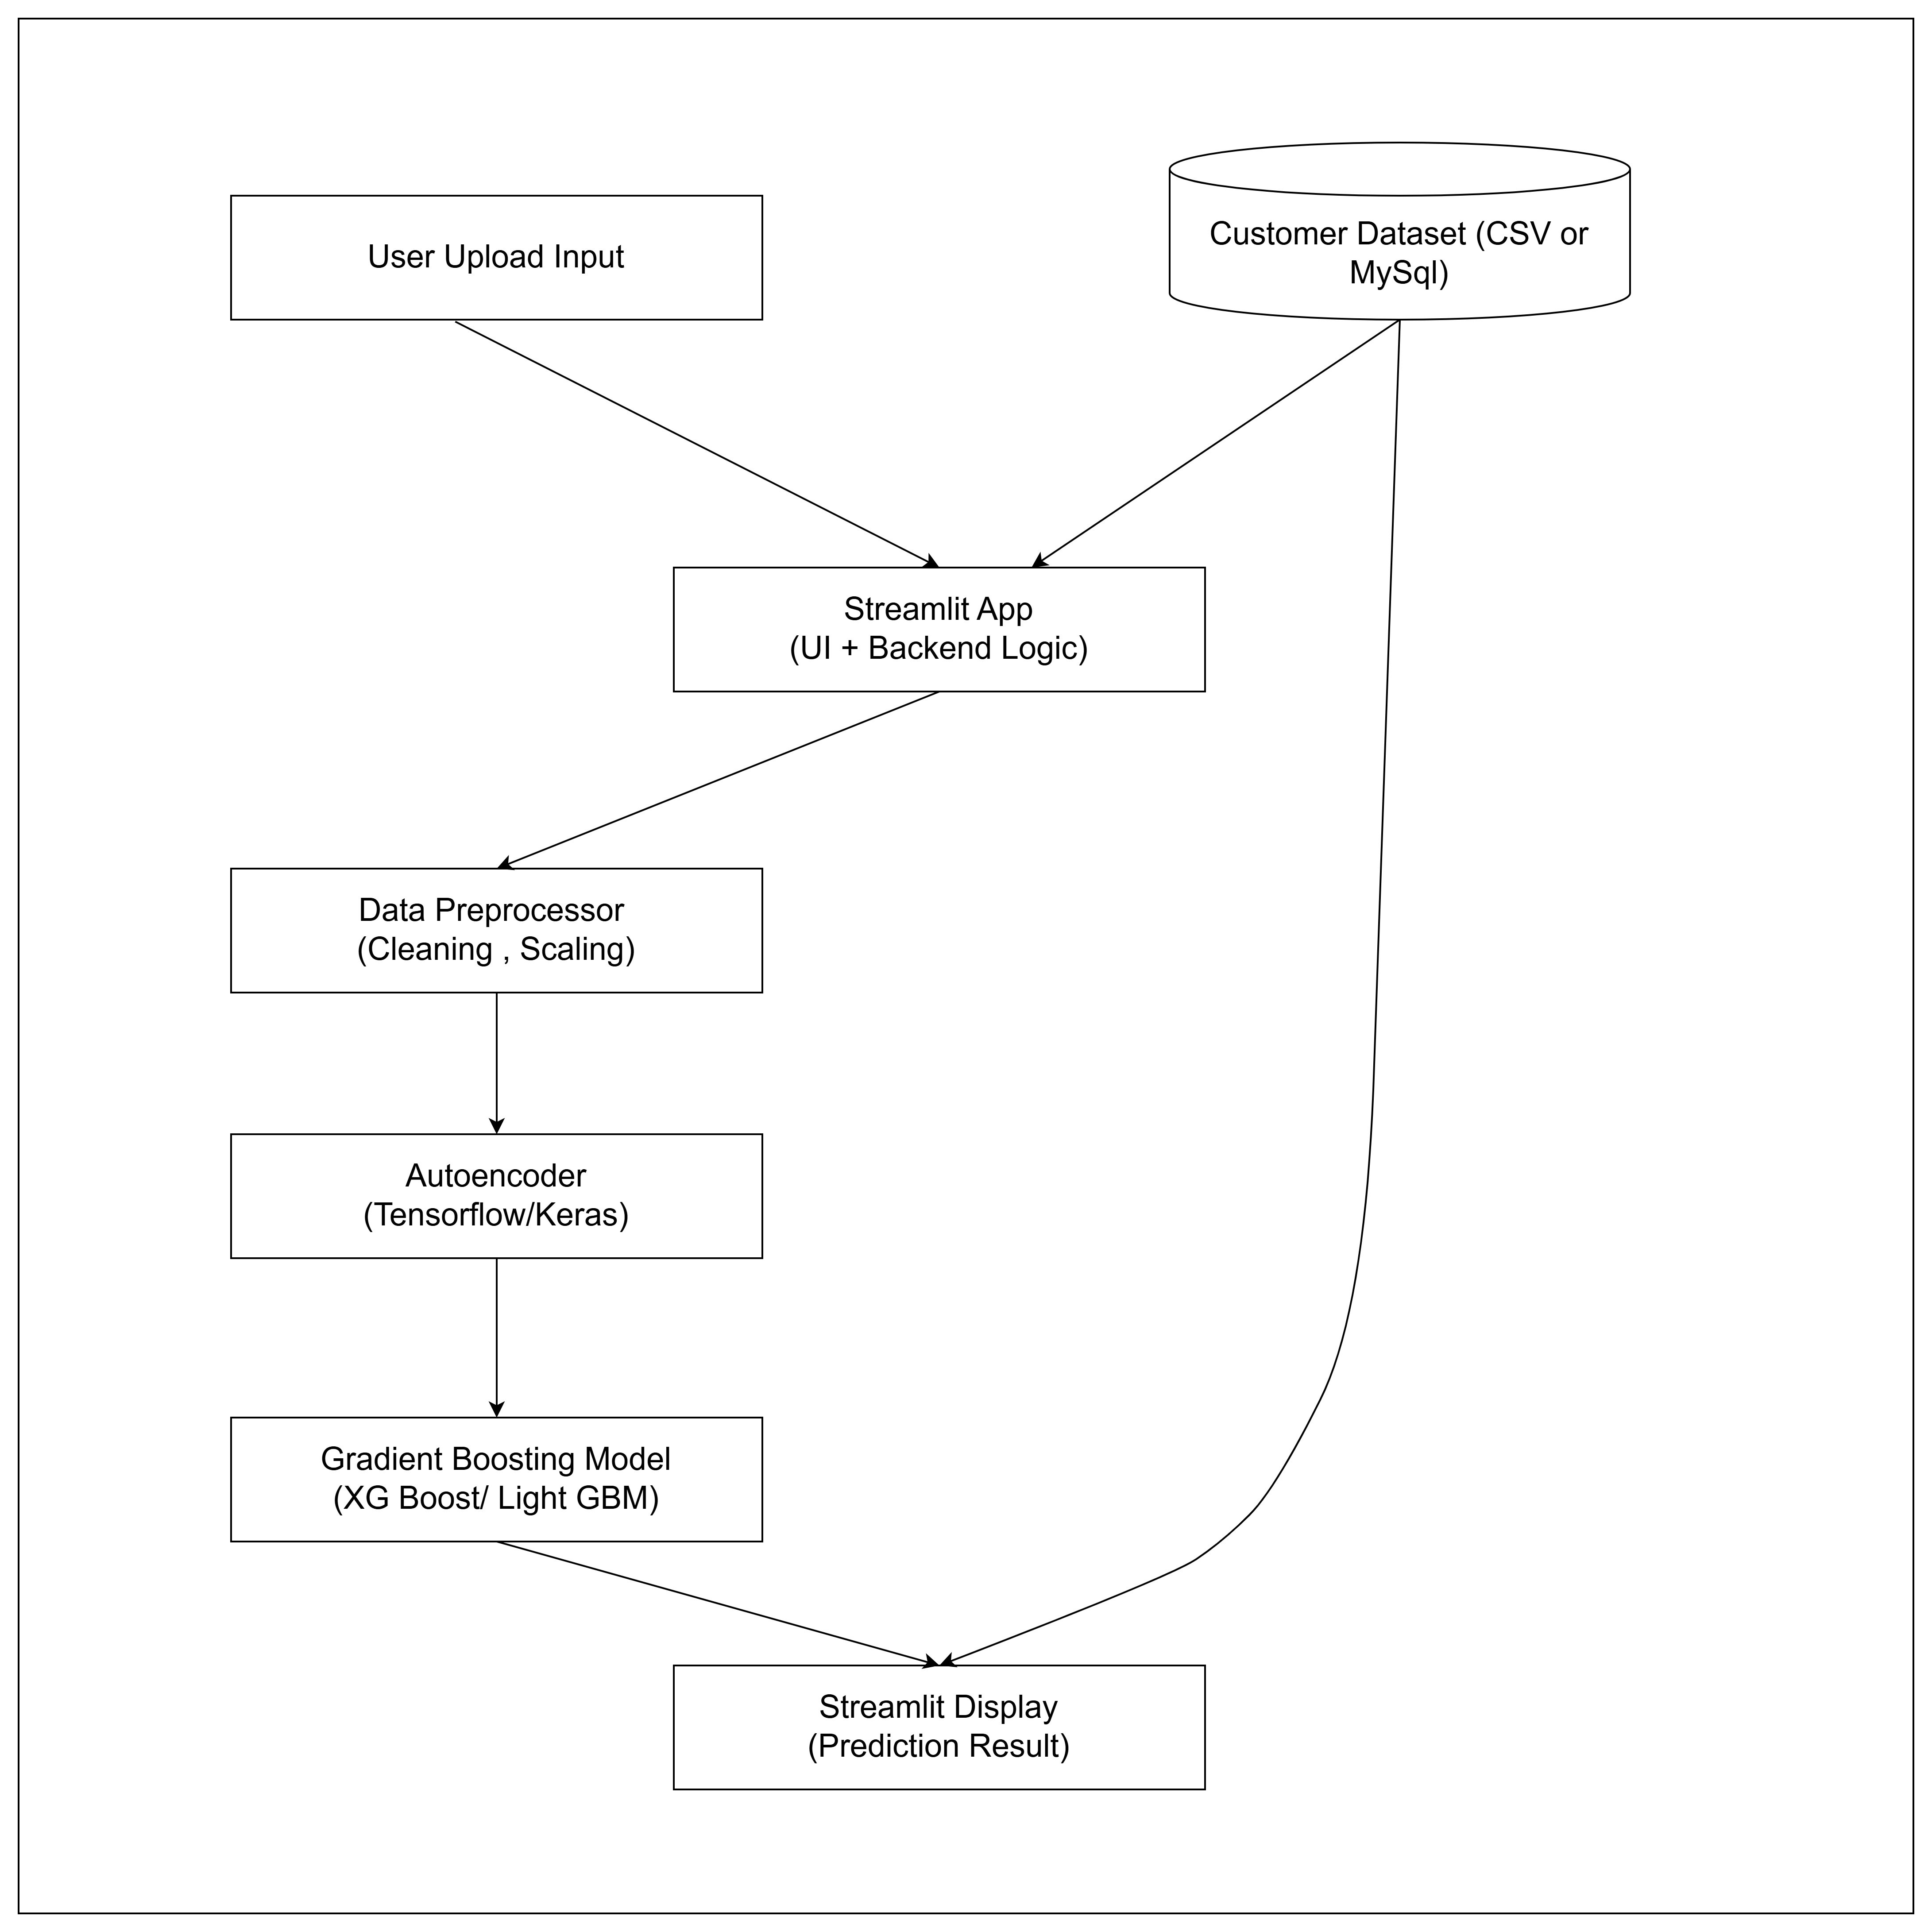 User Upload Input
Customer Dataset (CSV or
MySql)
Streamlit App
(UI + Backend Logic)
Data Preprocessor
(Cleaning , Scaling)
Autoencoder
(Tensorflow/Keras)
Gradient Boosting Model
(XG Boost/ Light GBM)
Streamlit Display
(Prediction Result)